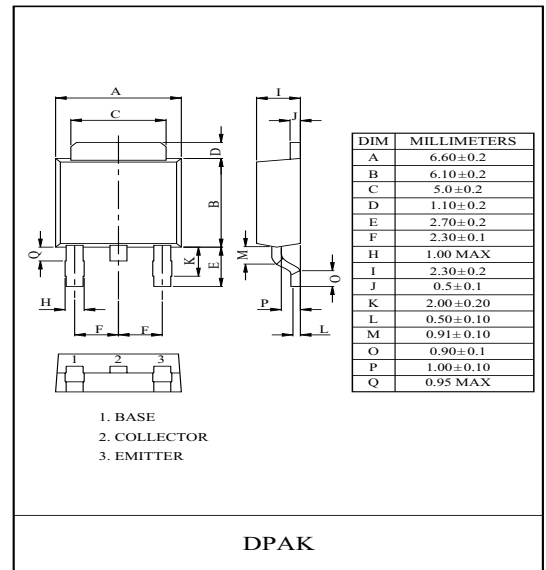 A
I
C
J
D
B
Q
K
E
M
O
H
P
F F
L
1 2 3
1. BASE
2. COLLECTOR
3. EMITTER
DIM MILLIMETERS
A 6.60±0.2
B 6.10±0.2
C 5.0±0.2
D 1.10±0.2
E 2.70±0.2
F 2.30±0.1
H 1.00 MAX
I 2.30±0.2
J 0.5±0.1
K 2.00±0.20
L 0.50±0.10
M 0.91±0.10
O 0.90±0.1
P 1.00±0.10
Q 0.95 MAX
DPAK